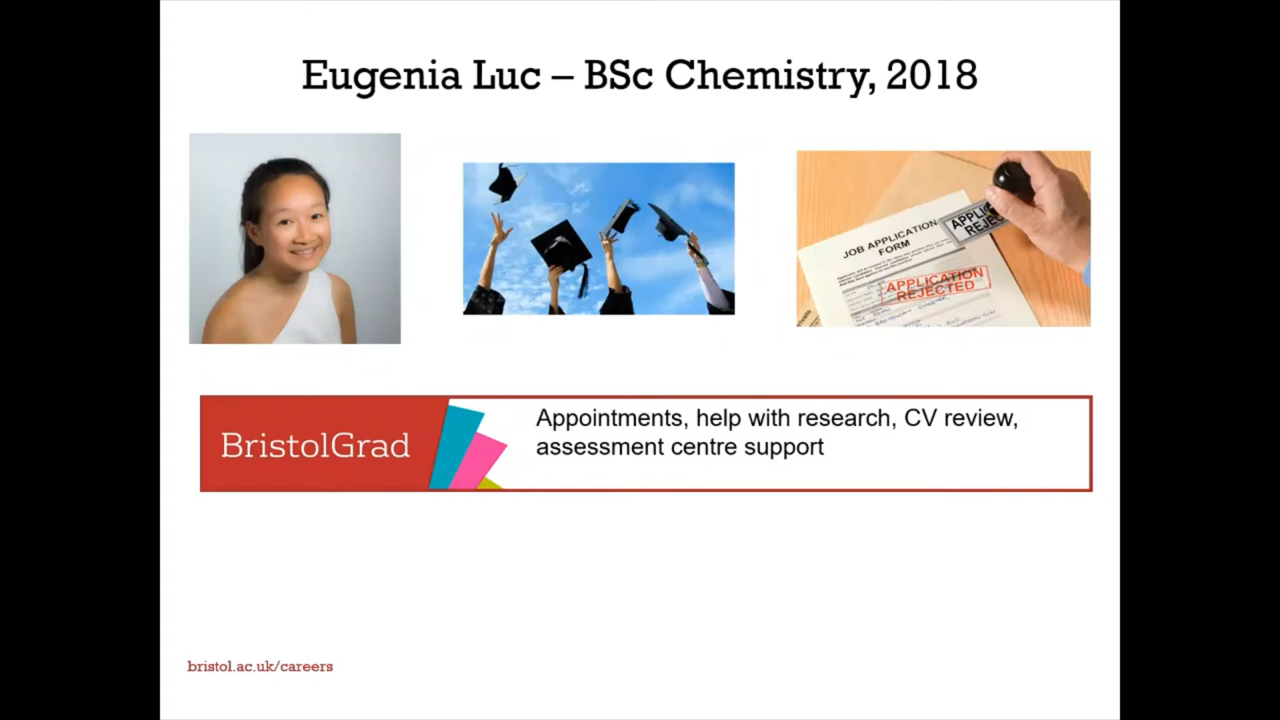 Eugenia Luc – BSc Chemistry, 2018
JOB APPLICATION
FORM
APPLICATION
REJECTED
BristolGrad
Appointments, help with research, CV review,
assessment centre support
bristol.ac.uk/careers